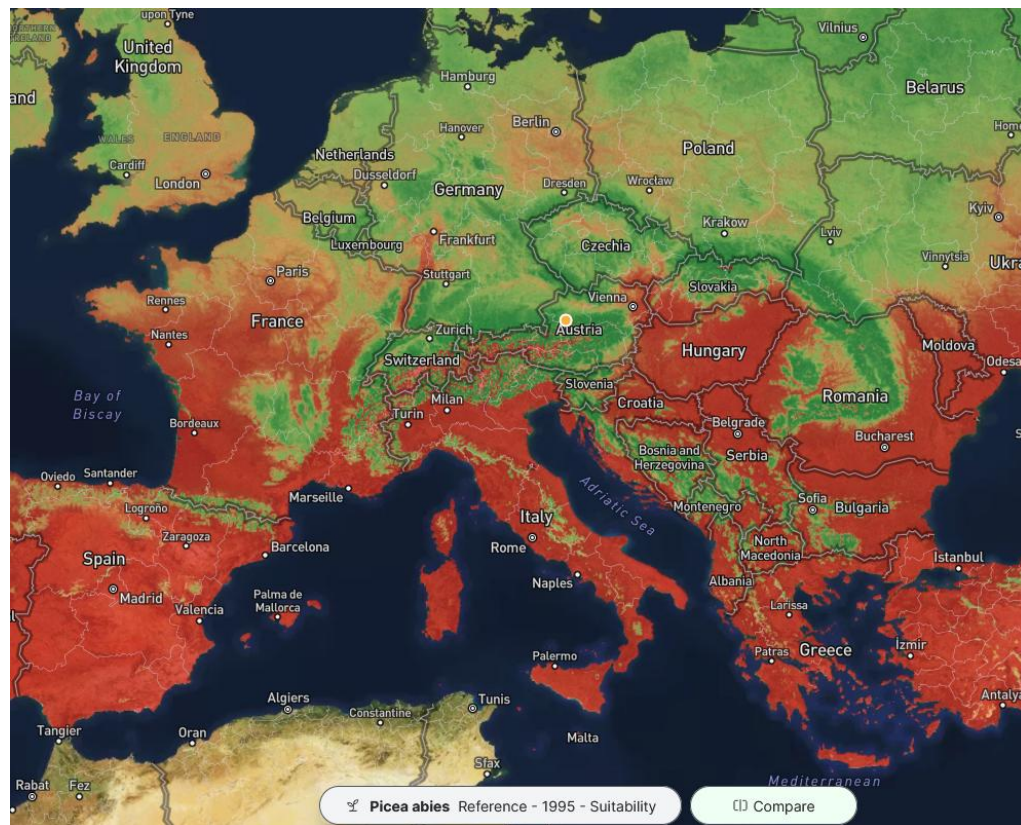 upon Tyne
NORTHERN
IRELAND
United
Kingdom
Vilnius
Hamburg
Belarus
and
WALES
ENGLAND
Hanover
Berlin
Poland
Home
Netherlands
Cardiff
London
Dusseldorf
Germany
Dresden
Wrocław
Belgium
Krakow
Kyiv
Lviv
Luxembourg
Frankfurt
Czechia
Vinnytsia
Ukra
Paris
Stuttgart
Slovakia
Rennes
Vienna
France
Austria
Nantes
Zurich
Switzerland
Hungary
Moldova
Odesa
Slovenia
Bay of
Biscay
Milan
Croatia
Romania
Turin
Bordeaux
Belgrade
Bucharest
Bosnia and
Herzegovina
Serbia
Oviedo
Santander
Marseille
Adriatic Sea
Montenegro
Sofia
Bulgaria
Logroño
Italy
Zaragoza
Rome
North
Macedonia
Barcelona
Spain
Istanbul
Madrid
Naples
Albania
Palma de
Mallorca
Valencia
Larissa
Palermo
Patras
Greece
İzmir
Algiers
Tunis
Antalya
Constantine
Tangier
Oran
Malta
Sfax
Rabat
Fez
Mediterranean
Picea abies Reference - 1995 - Suitability
Compare